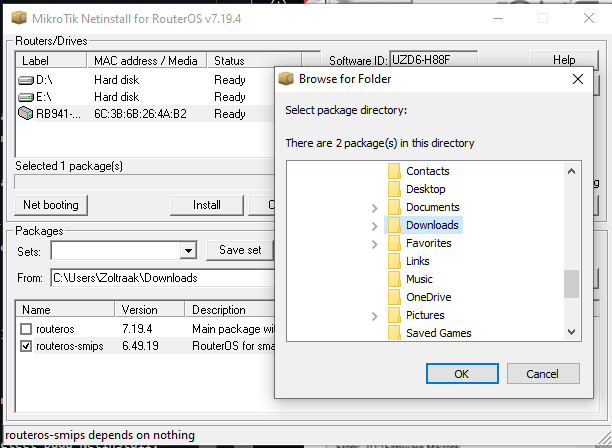 MikroTik Netinstall for RouterOS v7.19.4
Routers/Drives
Label MAC address / Media Status
Software ID: UZD6-H88F
Help
D:\ Hard disk Ready
E:\ Hard disk Ready
RB941-... 6C:3B:6B:26:4A:B2 Ready
Selected 1 package(s)
Net booting
Install
Packages
Sets:
Save set
From: C:\Users\Zoltraak\Downloads
Name Version Description
routeros 7.19.4 Main package wit
routeros-smips 6.49.19 RouterOS for sma
routeros-smips depends on nothing
Browse for Folder
Select package directory:
There are 2 package(s) in this directory
Contacts
Desktop
Documents
Downloads
Favorites
Links
Music
OneDrive
Pictures
Saved Games
OK
Cancel